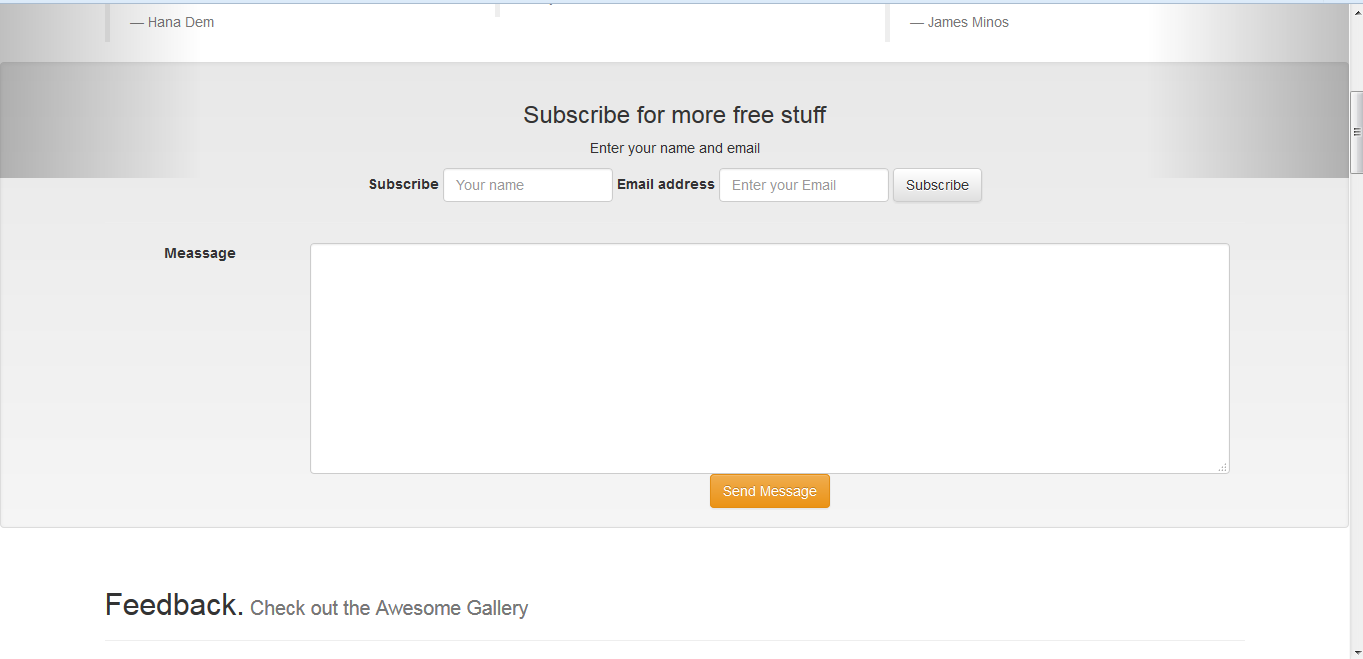 — Hana Dem
— James Minos
Subscribe for more free stuff
Enter your name and email
Subscribe Your name Email address Enter your Email Subscribe
Meassage
Send Message
Feedback. Check out the Awesome Gallery